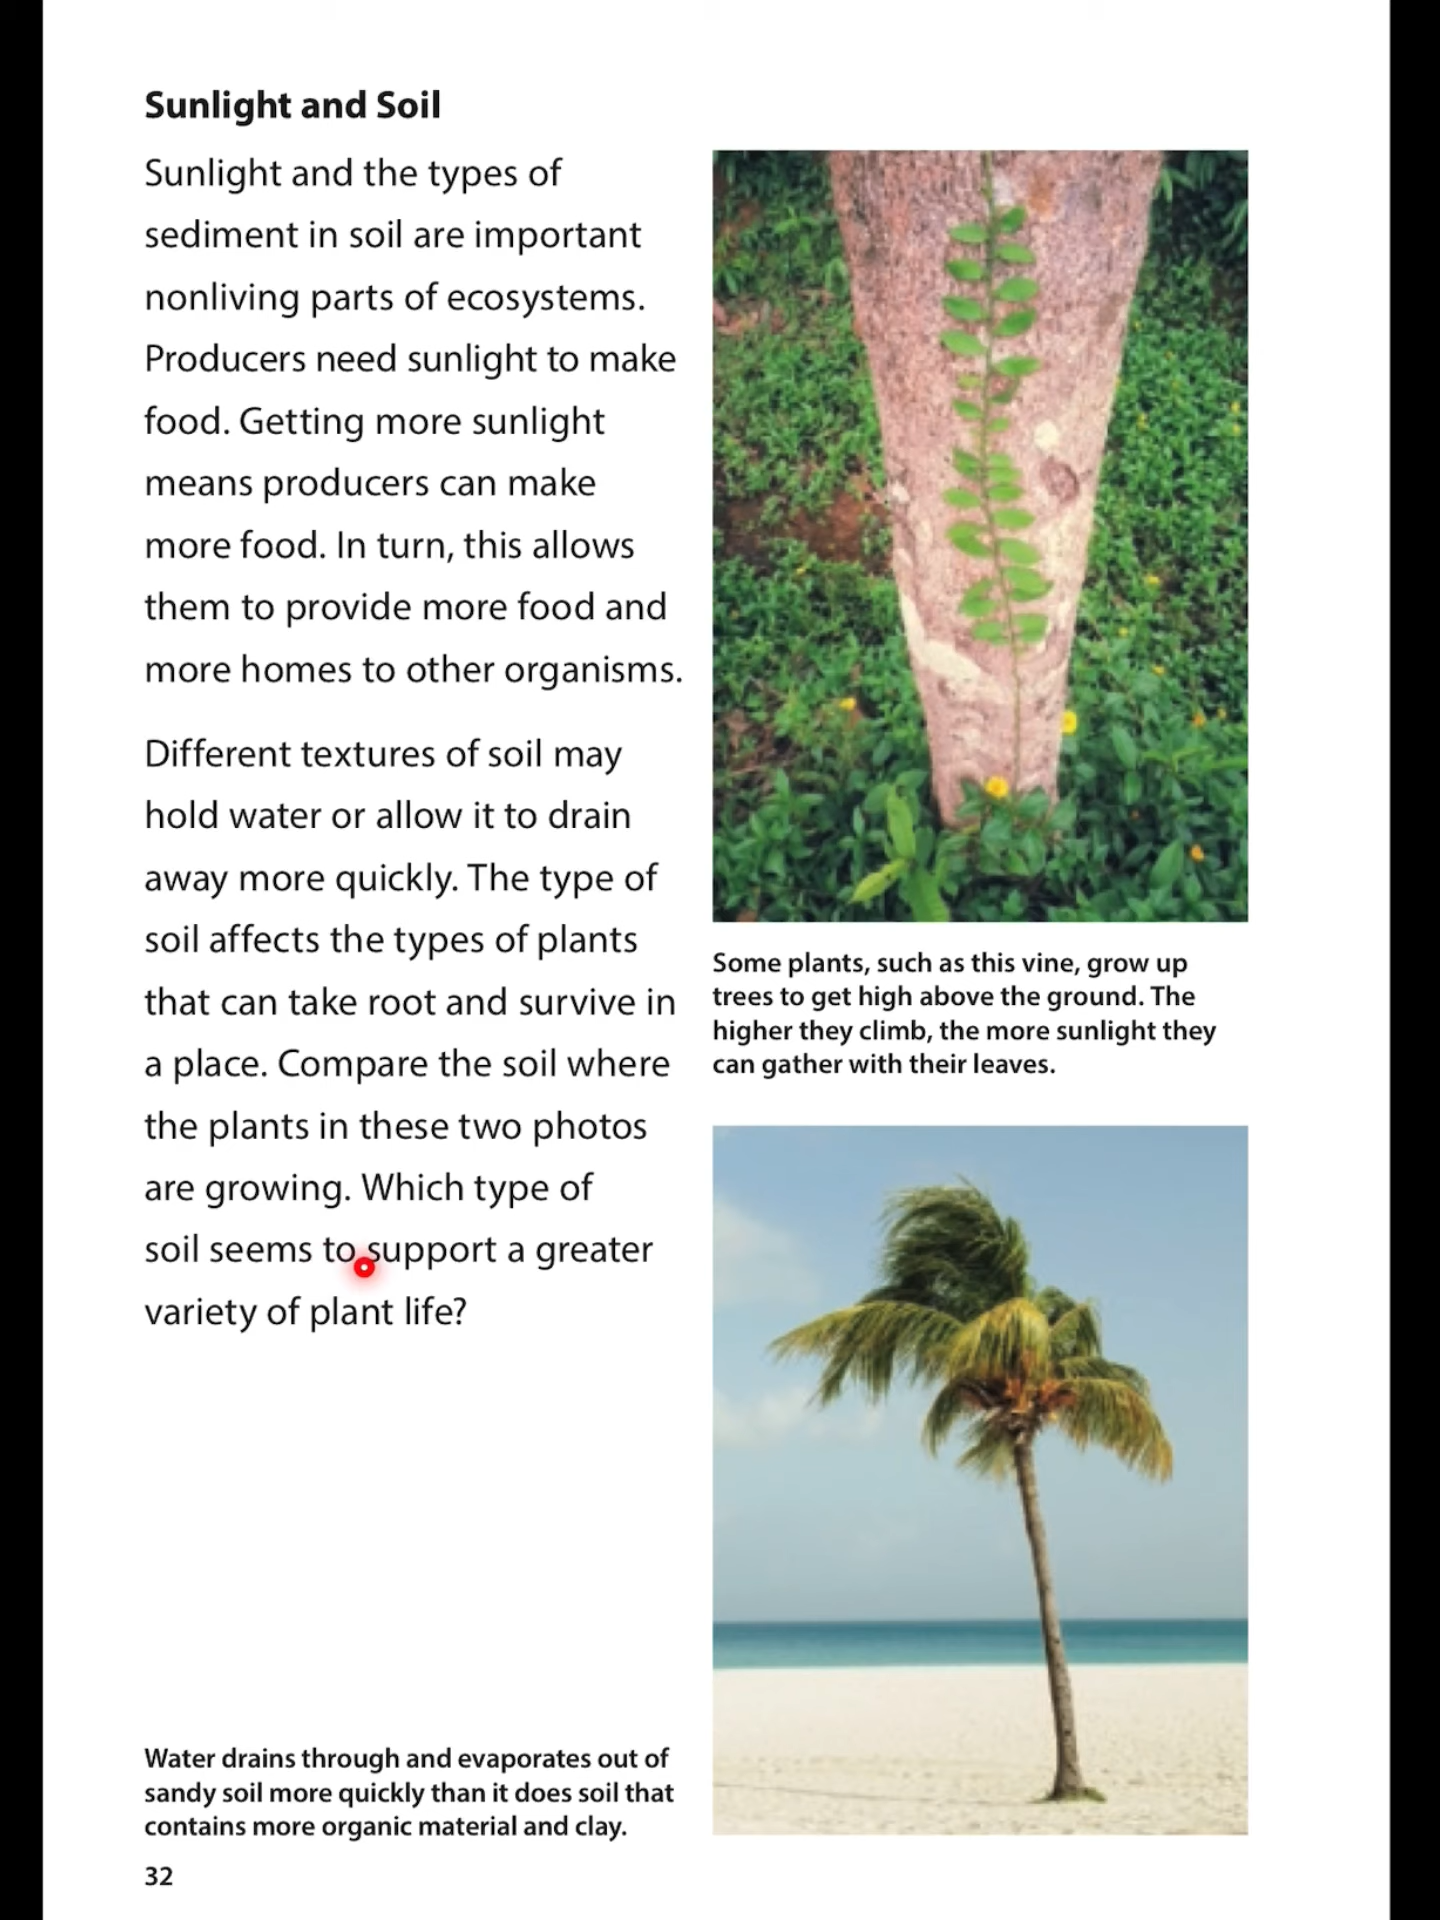 Sunlight and Soil
Sunlight and the types of
sediment in soil are important
nonliving parts of ecosystems.
Producers need sunlight to make
food. Getting more sunlight
means producers can make
more food. In turn, this allows
them to provide more food and
more homes to other organisms.
Different textures of soil may
hold water or allow it to drain
away more quickly. The type of
soil affects the types of plants
that can take root and survive in
a place. Compare the soil where
the plants in these two photos
are growing. Which type of
soil seems to support a greater
variety of plant life?
Some plants, such as this vine, grow up
trees to get high above the ground. The
higher they climb, the more sunlight they
can gather with their leaves.
Water drains through and evaporates out of
sandy soil more quickly than it does soil that
contains more organic material and clay.
32